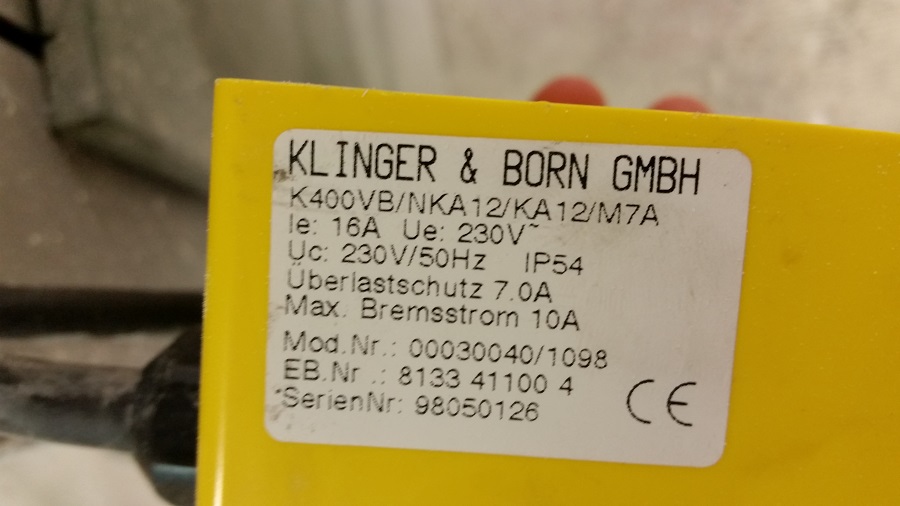 KLINGER & BORN GMBH
K400VB/NKA12/KA12/M7A
Ie: 16A Ue: 230V~
Uc: 230V/50Hz IP54
Überlastschutz 7.0A
Max. Bremsstrom 10A
Mod.Nr.: 00030040/1098
EB.Nr .: 8133 41100 4
SerienNr: 98050126
CE